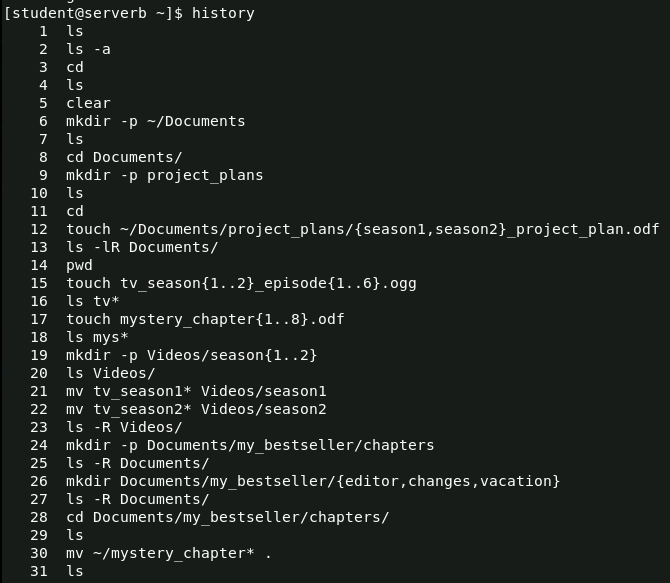 [student@serverb ~]$ history
1 ls
2 ls -a
3 cd
4 ls
5 clear
6 mkdir -p ~/Documents
7 ls
8 cd Documents/
9 mkdir -p project_plans
10 ls
11 cd
12 touch ~/Documents/project_plans/{season1,season2}_project_plan.odf
13 ls -lR Documents/
14 pwd
15 touch tv_season{1..2}_episode{1..6}.ogg
16 ls tv*
17 touch mystery_chapter{1..8}.odf
18 ls mys*
19 mkdir -p Videos/season{1..2}
20 ls Videos/
21 mv tv_season1* Videos/season1
22 mv tv_season2* Videos/season2
23 ls -R Videos/
24 mkdir -p Documents/my_bestseller/chapters
25 ls -R Documents/
26 mkdir Documents/my_bestseller/{editor,changes,vacation}
27 ls -R Documents/
28 cd Documents/my_bestseller/chapters/
29 ls
30 mv ~/mystery_chapter* .
31 ls